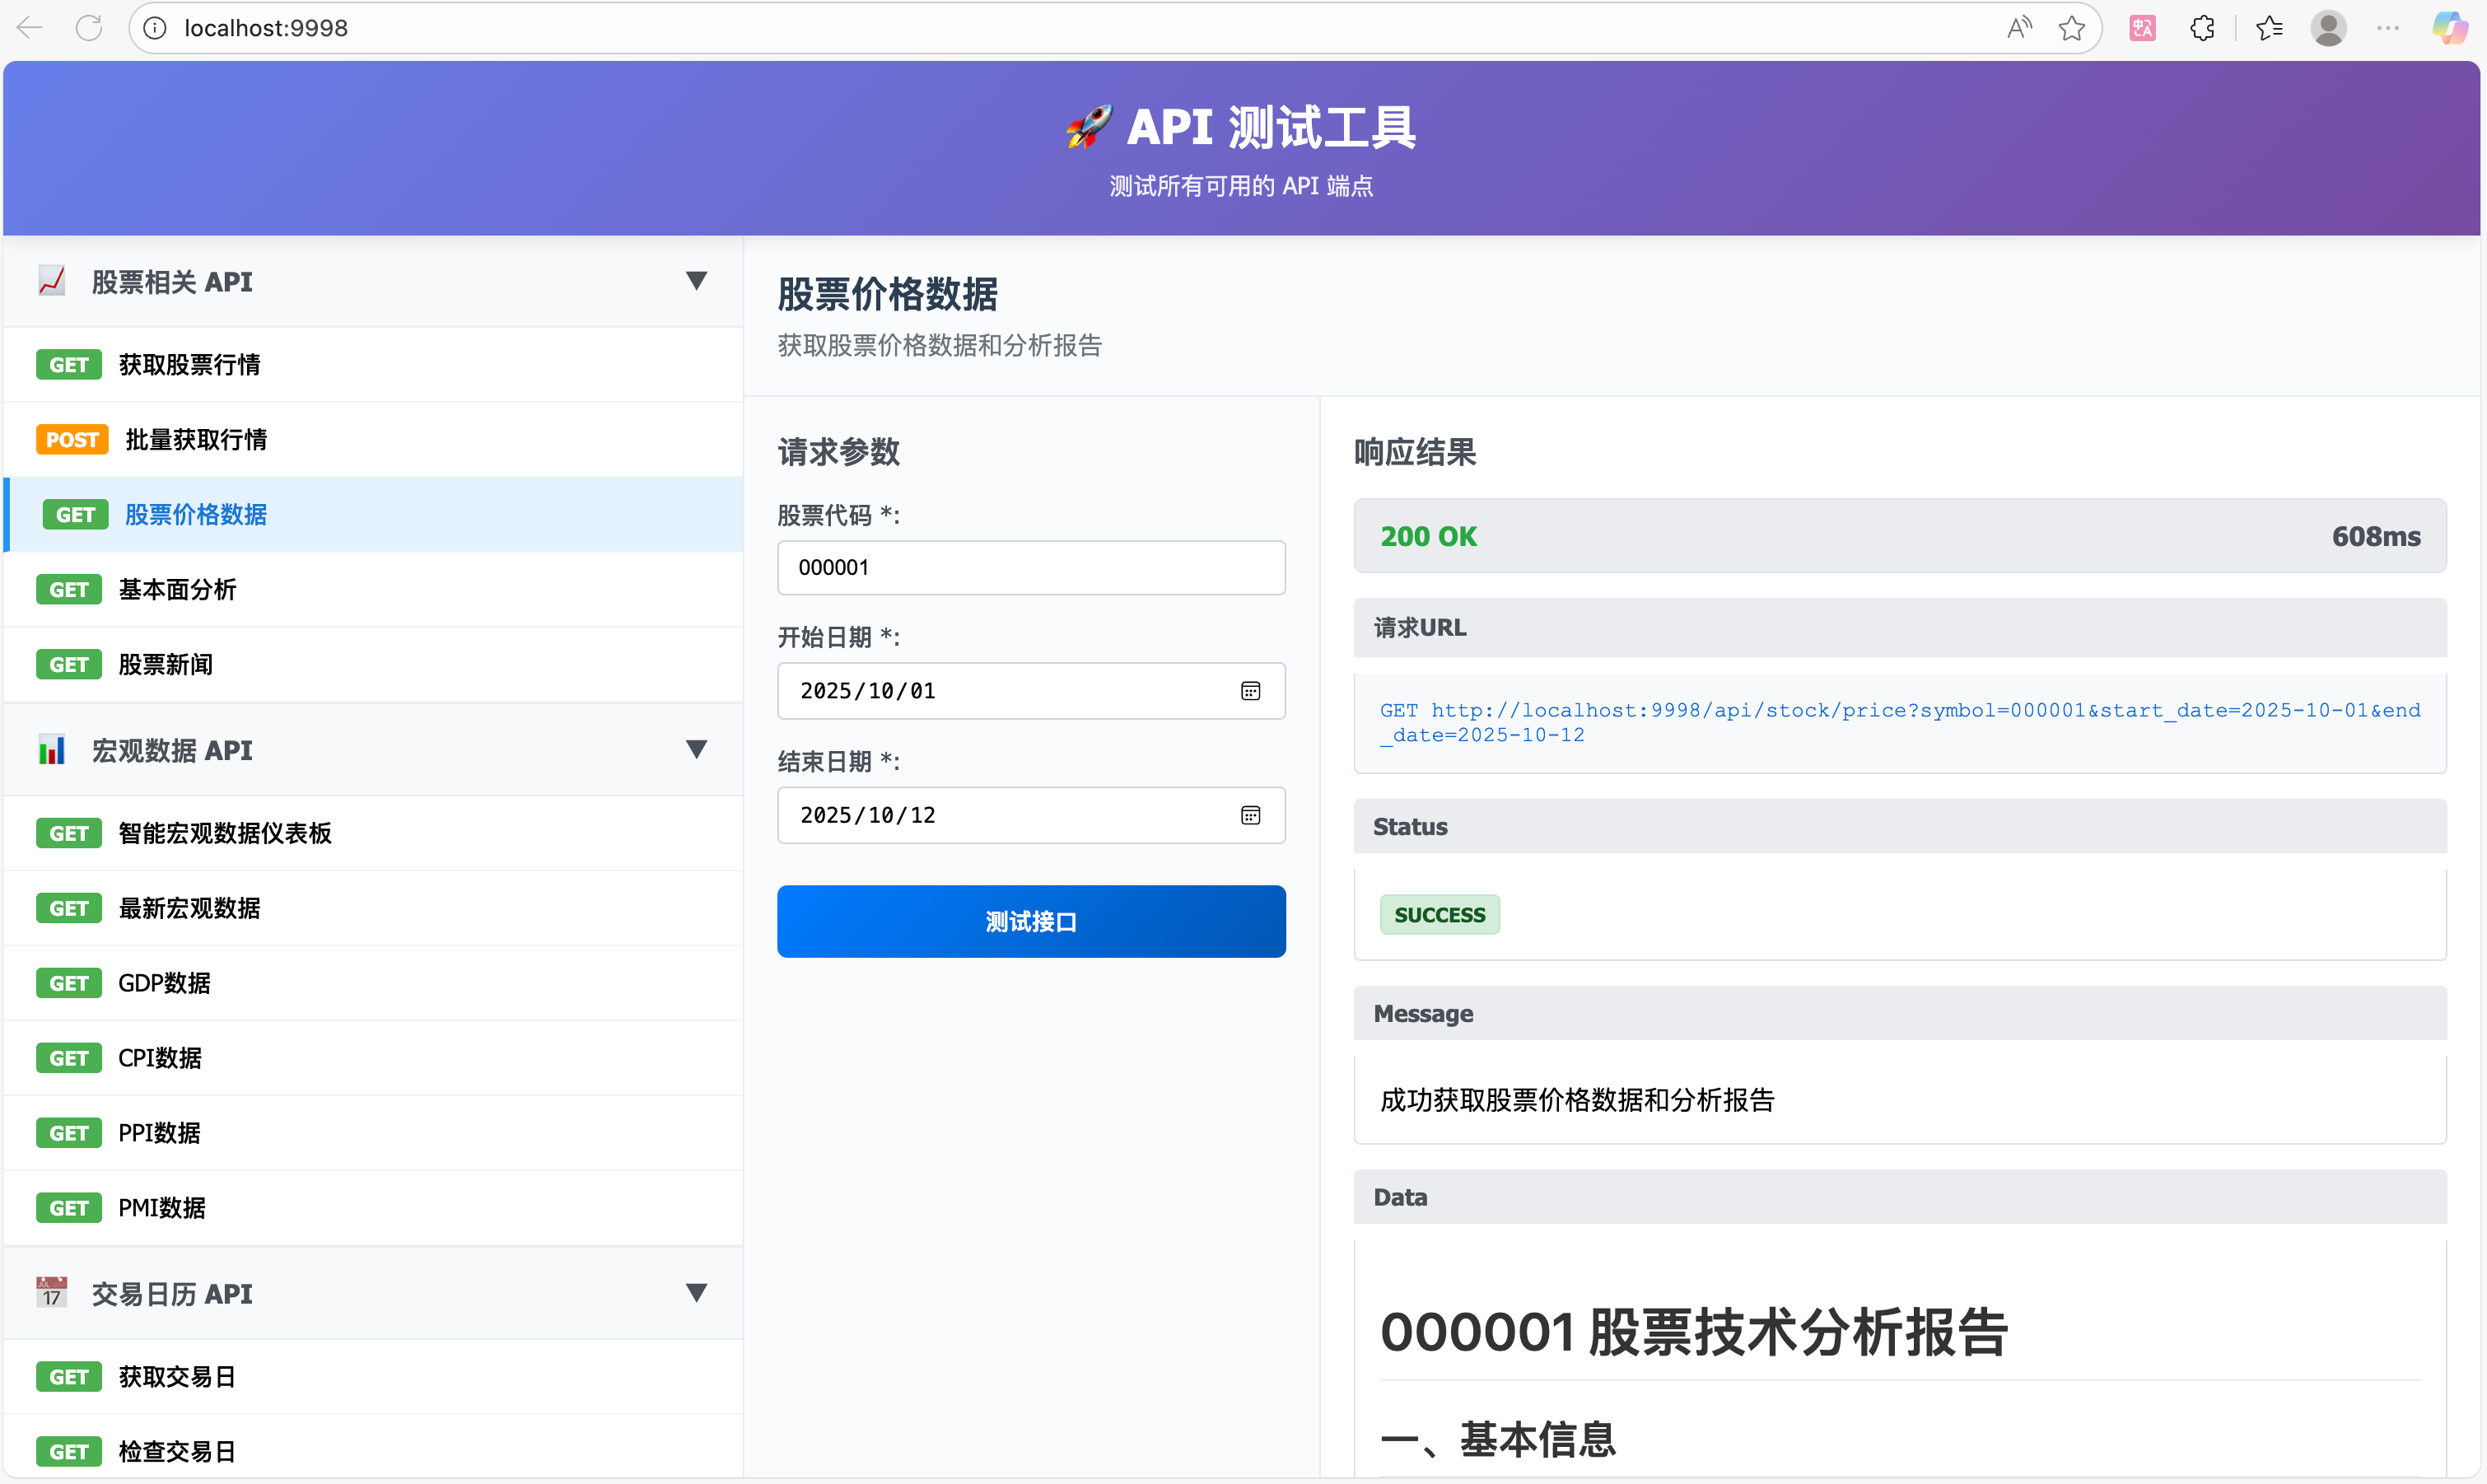 localhost:9998
🚀 API 测试工具
测试所有可用的 API 端点
股票相关 API ▼
GET 获取股票行情
POST 批量获取行情
GET 股票价格数据
GET 基本面分析
GET 股票新闻
宏观数据 API ▼
GET 智能宏观数据仪表板
GET 最新宏观数据
GET GDP数据
GET CPI数据
GET PPI数据
GET PMI数据
JUL 17 交易日历 API ▼
GET 获取交易日
GET 检查交易日
股票价格数据
获取股票价格数据和分析报告
请求参数
股票代码 *:
000001
开始日期 *:
2025/10/01
结束日期 *:
2025/10/12
测试接口
响应结果
200 OK 608ms
请求URL
GET http://localhost:9998/api/stock/price?symbol=000001&start_date=2025-10-01&end
_date=2025-10-12
Status
SUCCESS
Message
成功获取股票价格数据和分析报告
Data
000001 股票技术分析报告
一、基本信息